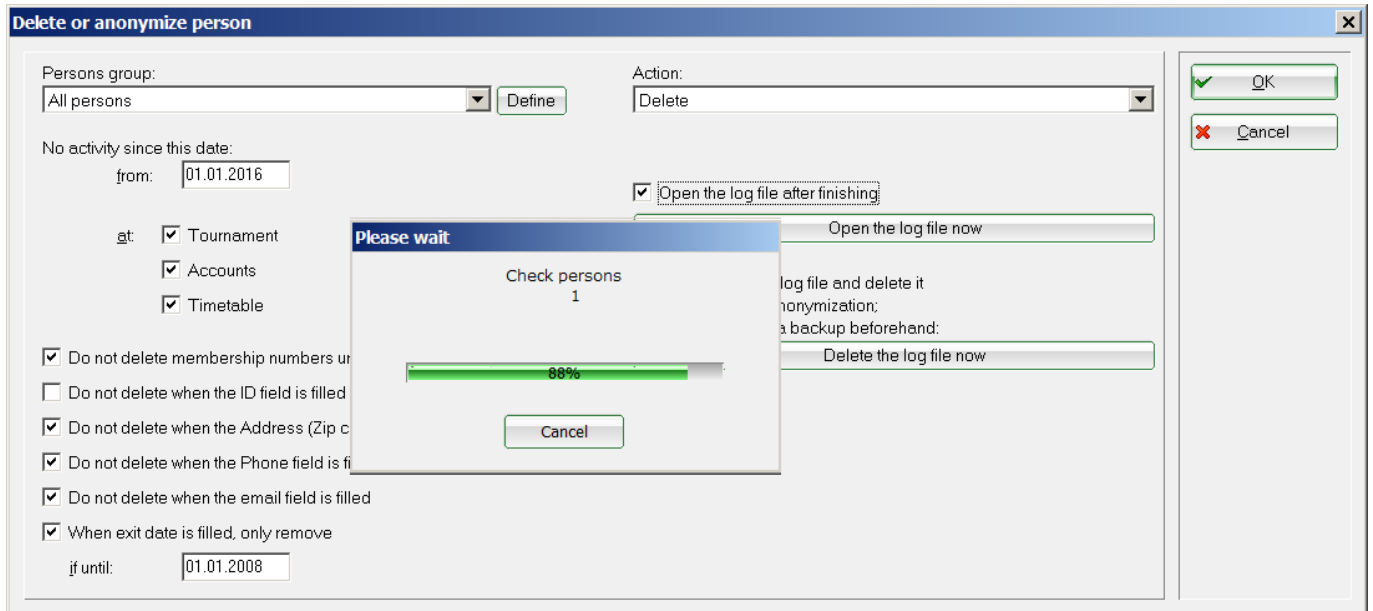 Delete or anonymize person
Persons group:
All persons
Define
Action:
Delete
OK
Cancel
No activity since this date:
from: 01.01.2016
Open the log file after finishing
Open the log file now
at: Tournament
Accounts
Timetable
Please wait
Check persons
1
88%
Cancel
log file and delete it
a backup beforehand:
Delete the log file now
Do not delete membership numbers
Do not delete when the ID field is filled
Do not delete when the Address (Zip
Do not delete when the Phone field is
Do not delete when the email field is filled
When exit date is filled, only remove
if until: 01.01.2008